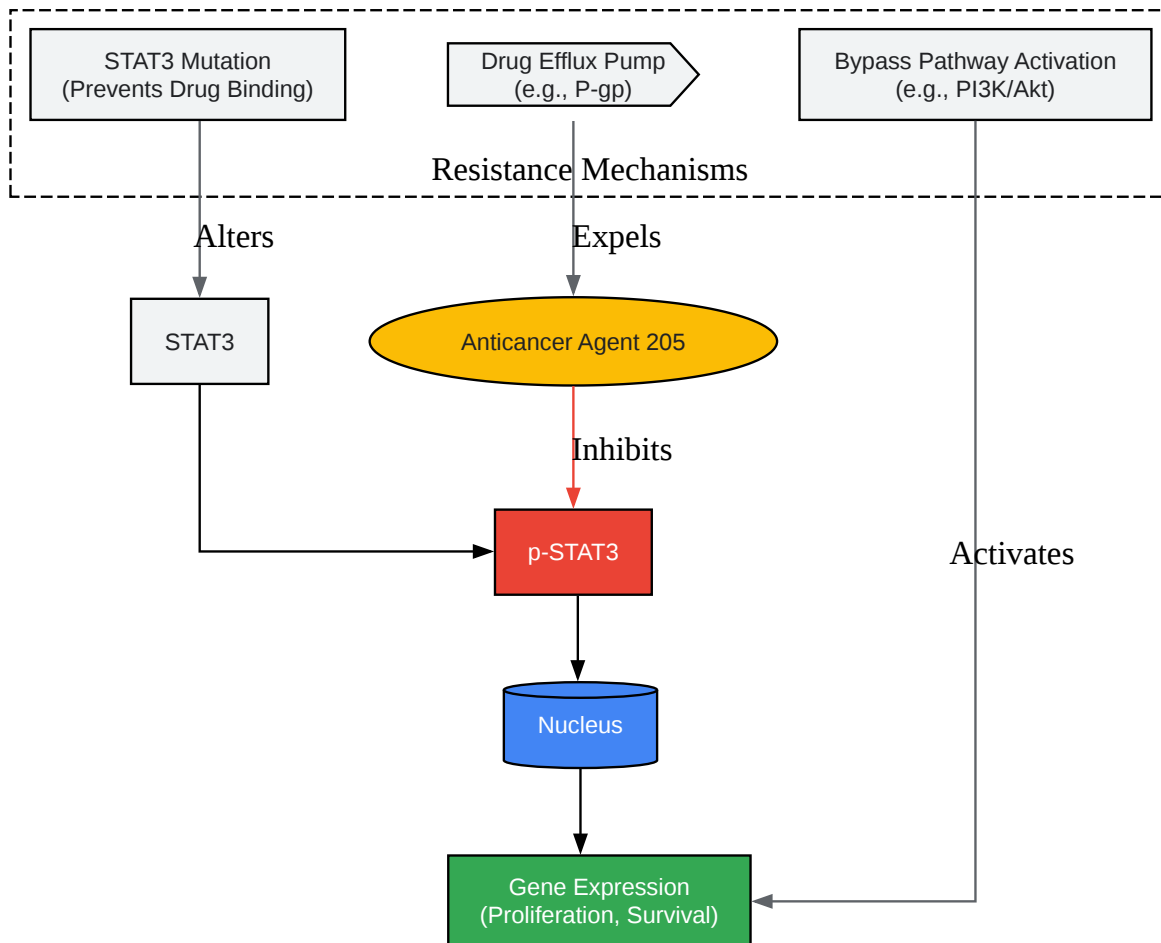 STAT3 Mutation
(Prevents Drug Binding)
Drug Efflux Pump
(e.g., P-gp)
Bypass Pathway Activation
(e.g., PI3K/Akt)
Resistance Mechanisms
Alters
Expels
STAT3
Anticancer Agent 205
Inhibits
p-STAT3
Activates
Nucleus
Gene Expression
(Proliferation, Survival)